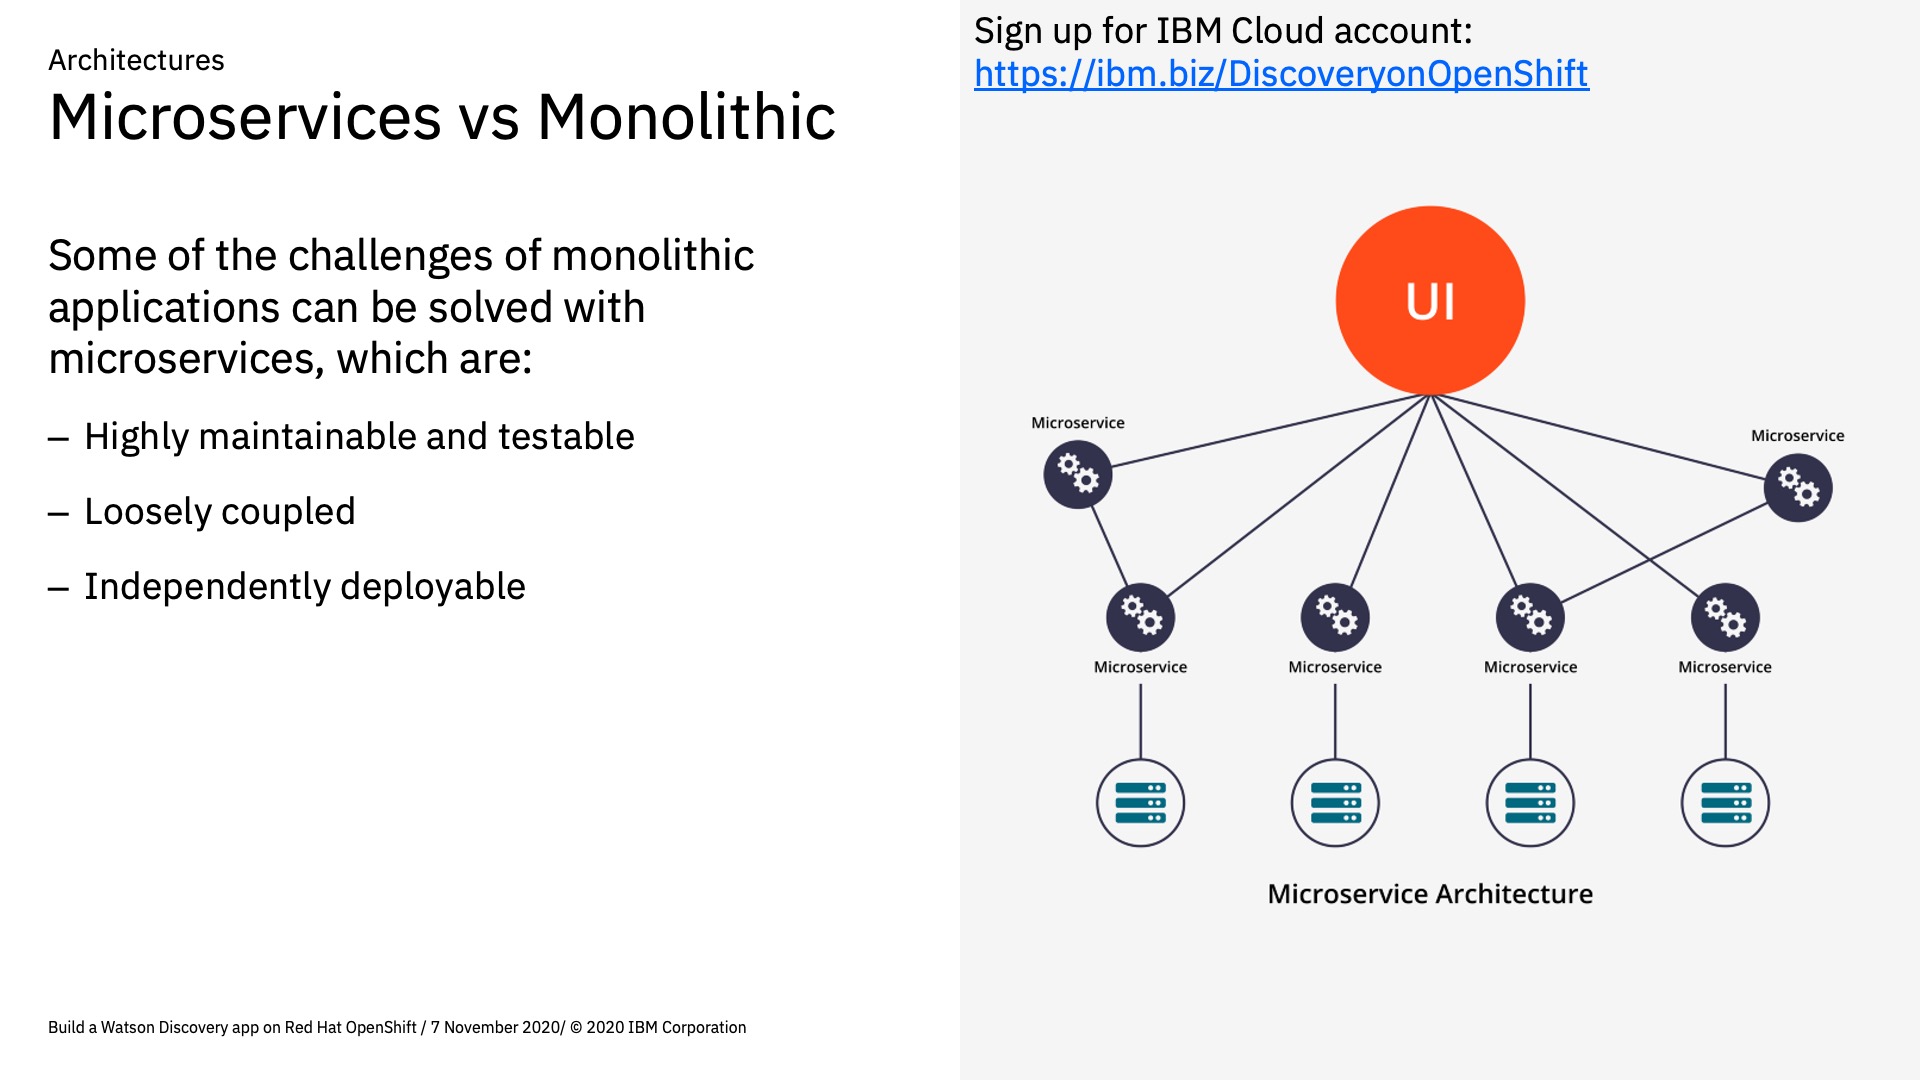 Architectures
Microservices vs Monolithic
Some of the challenges of monolithic
applications can be solved with
microservices, which are:
– Highly maintainable and testable
– Loosely coupled
– Independently deployable
Build a Watson Discovery app on Red Hat OpenShift / 7 November 2020/ © 2020 IBM Corporation
Sign up for IBM Cloud account:
https://ibm.biz/DiscoveryonOpenShift
UI
Microservice
Microservice
Microservice
Microservice
Microservice
Microservice
Microservice Architecture